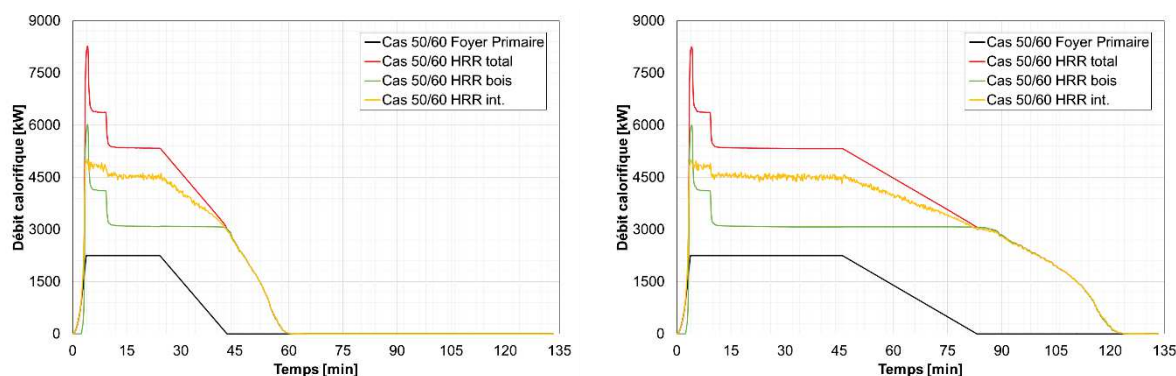 9000
7500
6000
4500
3000
1500
0
Débit calorifique [kW]
Cas 50/60 Foyer Primaire
Cas 50/60 HRR total
Cas 50/60 HRR bois
Cas 50/60 HRR int.
0 15 30 45 60 75 90 105 120 135
Temps [min]
9000
7500
6000
4500
3000
1500
0
Débit calorifique [kW]
Cas 50/60 Foyer Primaire
Cas 50/60 HRR total
Cas 50/60 HRR bois
Cas 50/60 HRR int.
0 15 30 45 60 75 90 105 120 135
Temps [min]